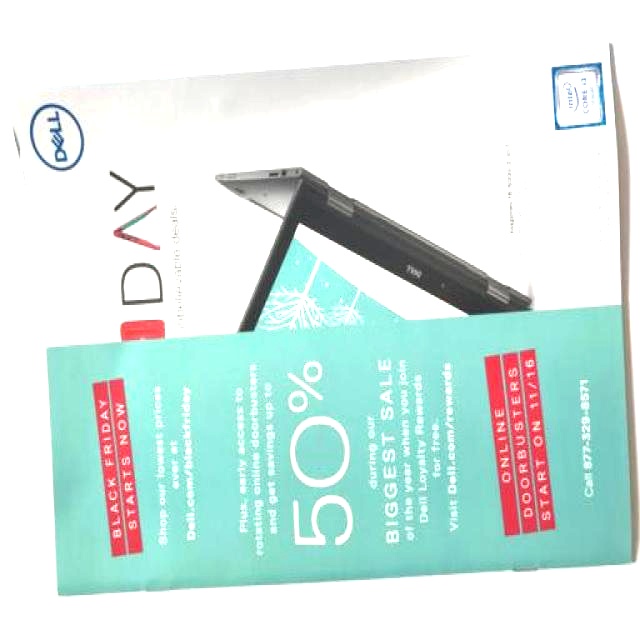 DELL
DAY
intel
CORE i3
DELL
BLACK FRIDAY
STARTS NOW
Shop our lowest prices
ever at
Dell.com/blackfriday
Plus, early access to
rotating online doorbusters
and get savings up to
50%
during our
BIGGEST SALE
of the year when you join
Dell Loyalty Rewards
for free.
Visit Dell.com/rewards
ONLINE
DOORBUSTERS
START ON 11/16
Call 877-329-8571